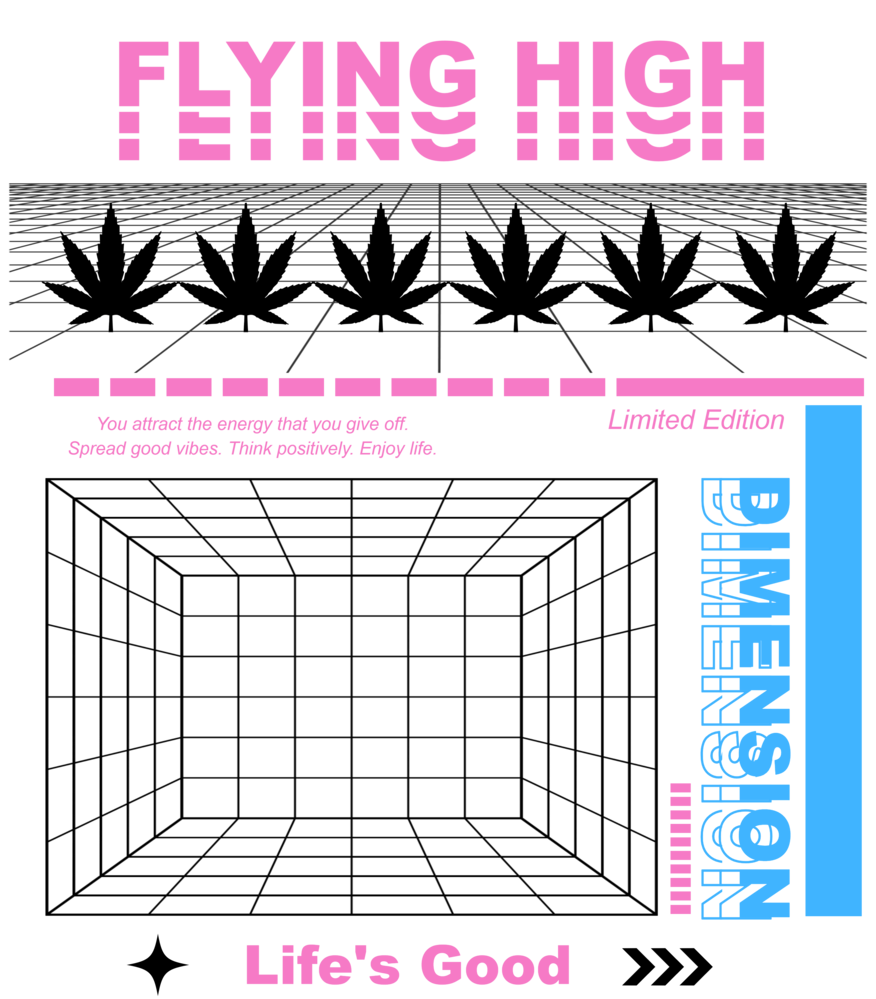 FLYING HIGH
You attract the energy that you give off.
Spread good vibes. Think positively. Enjoy life.
Limited Edition
DIMENSION
Life's Good